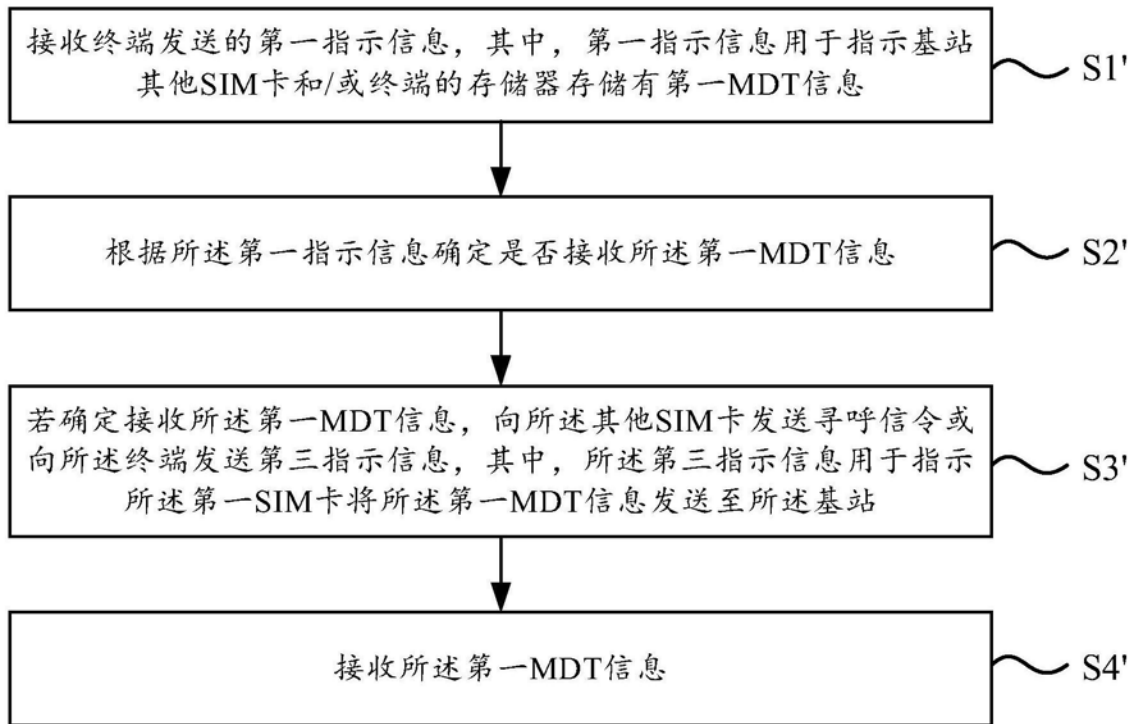 接收终端发送的第一指示信息，其中，第一指示信息用于指示基站
其他SIM卡和/或终端的存储器存储有第一MDT信息
S1'
根据所述第一指示信息确定是否接收所述第一MDT信息
S2'
若确定接收所述第一MDT信息，向所述其他SIM卡发送寻呼信令或
向所述终端发送第三指示信息，其中，所述第三指示信息用于指示
所述第一SIM卡将所述第一MDT信息发送至所述基站
S3'
接收所述第一MDT信息
S4'